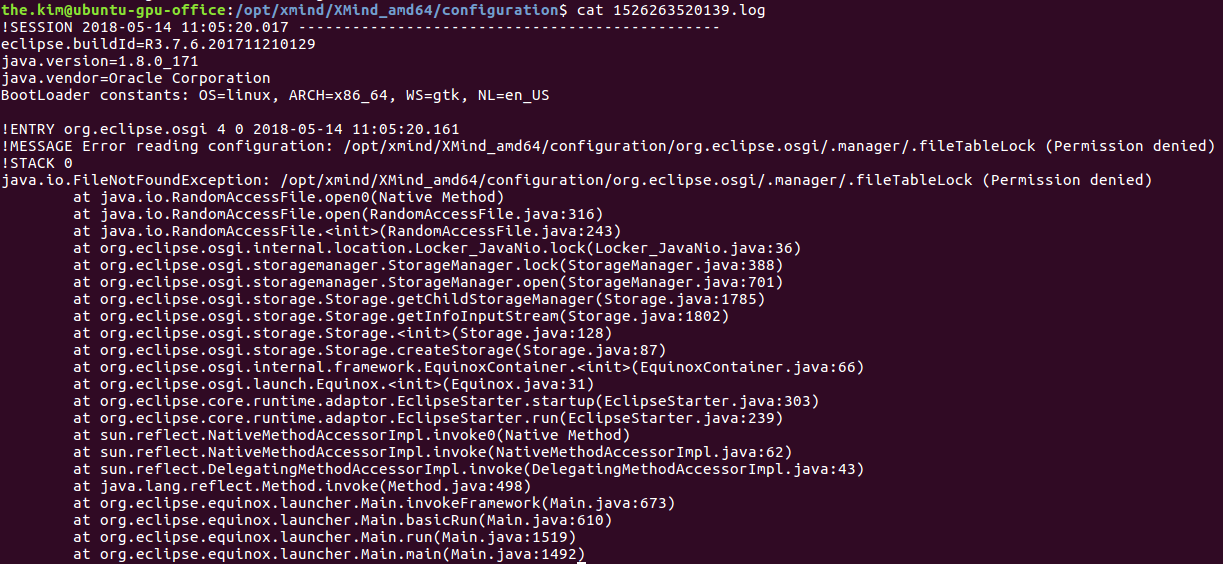 the.kim@ubuntu-gpu-office:/opt/xmind/XMind_amd64/configuration$ cat 1526263520139.log
!SESSION 2018-05-14 11:05:20.017 -----------------------------------------------
eclipse.buildId=R3.7.6.201711210129
java.version=1.8.0_171
java.vendor=Oracle Corporation
BootLoader constants: OS=linux, ARCH=x86_64, WS=gtk, NL=en_US

!ENTRY org.eclipse.osgi 4 0 2018-05-14 11:05:20.161
!MESSAGE Error reading configuration: /opt/xmind/XMind_amd64/configuration/org.eclipse.osgi/.manager/.fileTableLock (Permission denied)
!STACK 0
java.io.FileNotFoundException: /opt/xmind/XMind_amd64/configuration/org.eclipse.osgi/.manager/.fileTableLock (Permission denied)
        at java.io.RandomAccessFile.open0(Native Method)
        at java.io.RandomAccessFile.open(RandomAccessFile.java:316)
        at java.io.RandomAccessFile.<init>(RandomAccessFile.java:243)
        at org.eclipse.osgi.internal.location.Locker_JavaNio.lock(Locker_JavaNio.java:36)
        at org.eclipse.osgi.storagemanager.StorageManager.lock(StorageManager.java:388)
        at org.eclipse.osgi.storagemanager.StorageManager.open(StorageManager.java:701)
        at org.eclipse.osgi.storage.Storage.getChildStorageManager(Storage.java:1785)
        at org.eclipse.osgi.storage.Storage.getInfoInputStream(Storage.java:1802)
        at org.eclipse.osgi.storage.Storage.<init>(Storage.java:128)
        at org.eclipse.osgi.storage.Storage.createStorage(Storage.java:87)
        at org.eclipse.osgi.internal.framework.EquinoxContainer.<init>(EquinoxContainer.java:66)
        at org.eclipse.osgi.launch.Equinox.<init>(Equinox.java:31)
        at org.eclipse.core.runtime.adaptor.EclipseStarter.startup(EclipseStarter.java:303)
        at org.eclipse.core.runtime.adaptor.EclipseStarter.run(EclipseStarter.java:239)
        at sun.reflect.NativeMethodAccessorImpl.invoke0(Native Method)
        at sun.reflect.NativeMethodAccessorImpl.invoke(NativeMethodAccessorImpl.java:62)
        at sun.reflect.DelegatingMethodAccessorImpl.invoke(DelegatingMethodAccessorImpl.java:43)
        at java.lang.reflect.Method.invoke(Method.java:498)
        at org.eclipse.equinox.launcher.Main.invokeFramework(Main.java:673)
        at org.eclipse.equinox.launcher.Main.basicRun(Main.java:610)
        at org.eclipse.equinox.launcher.Main.run(Main.java:1519)
        at org.eclipse.equinox.launcher.Main.main(Main.java:1492)